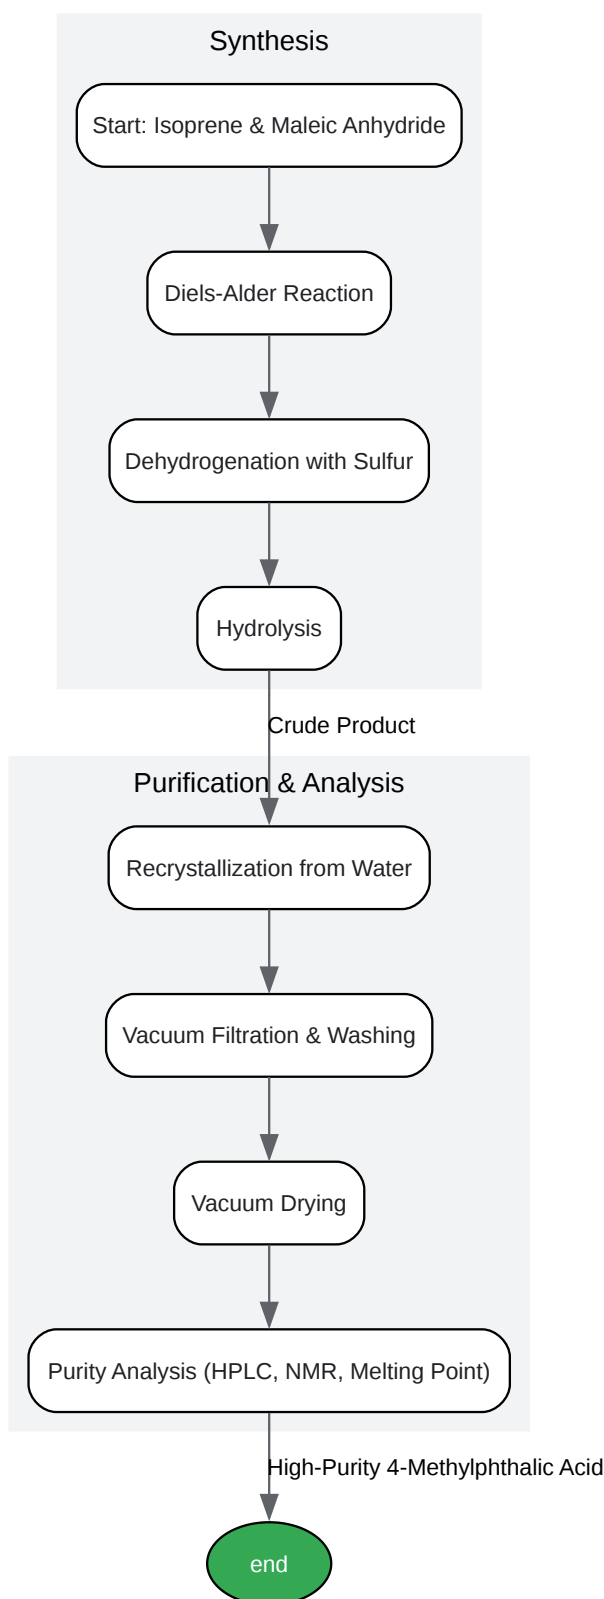 Synthesis
Start: Isoprene & Maleic Anhydride
Diels-Alder Reaction
Dehydrogenation with Sulfur
Hydrolysis
Crude Product
Purification & Analysis
Recrystallization from Water
Vacuum Filtration & Washing
Vacuum Drying
Purity Analysis (HPLC, NMR, Melting Point)
High-Purity 4-Methylphthalic Acid
end